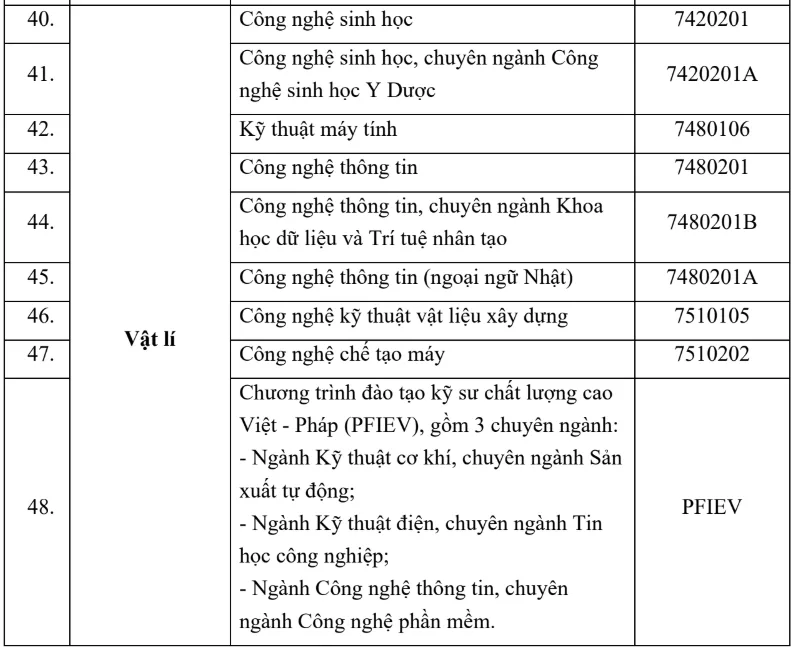 40.
Công nghệ sinh học
7420201
41.
Công nghệ sinh học, chuyên ngành Công
nghệ sinh học Y Dược
7420201A
42.
Kỹ thuật máy tính
7480106
43.
Công nghệ thông tin
7480201
44.
Công nghệ thông tin, chuyên ngành Khoa
học dữ liệu và Trí tuệ nhân tạo
7480201B
45.
Công nghệ thông tin (ngoại ngữ Nhật)
7480201A
46.
Công nghệ kỹ thuật vật liệu xây dựng
7510105
Vật lí
47.
Công nghệ chế tạo máy
7510202
48.
Chương trình đào tạo kỹ sư chất lượng cao
Việt - Pháp (PFIEV), gồm 3 chuyên ngành:
- Ngành Kỹ thuật cơ khí, chuyên ngành Sản
xuất tự động;
- Ngành Kỹ thuật điện, chuyên ngành Tin
học công nghiệp;
- Ngành Công nghệ thông tin, chuyên
ngành Công nghệ phần mềm.
PFIEV